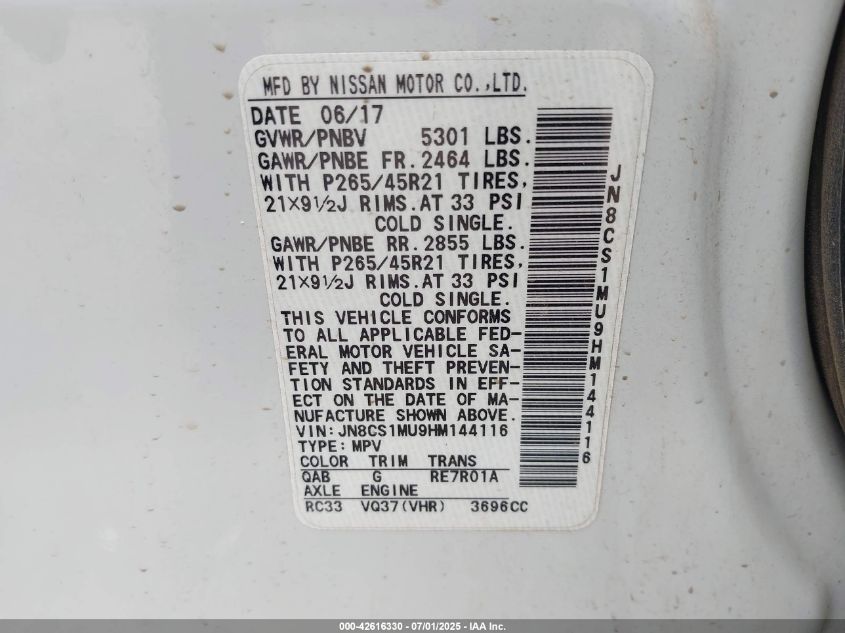 MFD BY NISSAN MOTOR CO.,LTD.
DATE 06/17
GVWR/PNBV 5301 LBS.
GAWR/PNBE FR.2464 LBS.
WITH P265/45R21 TIRES,
21X9½J RIMS.AT 33 PSI
COLD SINGLE.
GAWR/PNBE RR.2855 LBS.
WITH P265/45R21 TIRES,
21X9½J RIMS.AT 33 PSI
COLD SINGLE.
THIS VEHICLE CONFORMS
TO ALL APPLICABLE FED-
ERAL MOTOR VEHICLE SA-
FETY AND THEFT PREVEN-
TION STANDARDS IN EFF-
ECT ON THE DATE OF MA-
NUFACTURE SHOWN ABOVE.
VIN:JN8CS1MU9HM144116
TYPE:MPV
COLOR TRIM TRANS
QAB G RE7R01A
AXLE ENGINE
RC33 VQ37(VHR) 3696CC
JN8CS1MU9HM144116
000-42616330 - 07/01/2025 - IAA Inc.